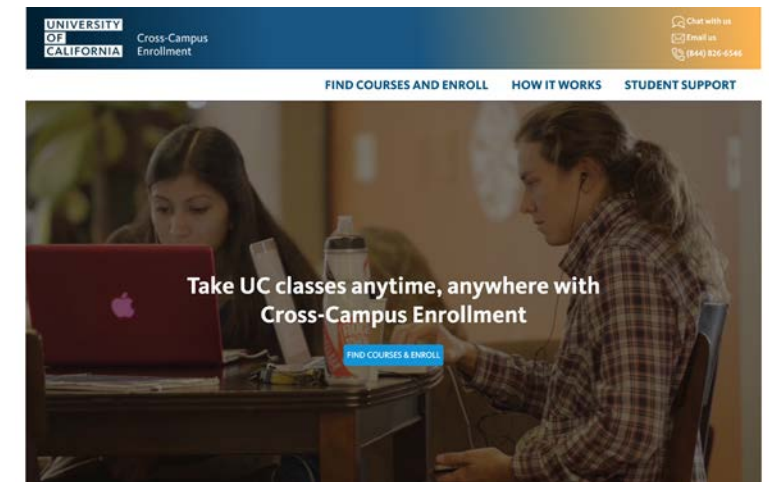 UNIVERSITY
OF
CALIFORNIA
Cross-Campus
Enrollment
Chat with us
Email us
(844) 826-6546
FIND COURSES AND ENROLL
HOW IT WORKS
STUDENT SUPPORT
Take UC classes anytime, anywhere with
Cross-Campus Enrollment
FIND COURSES & ENROLL